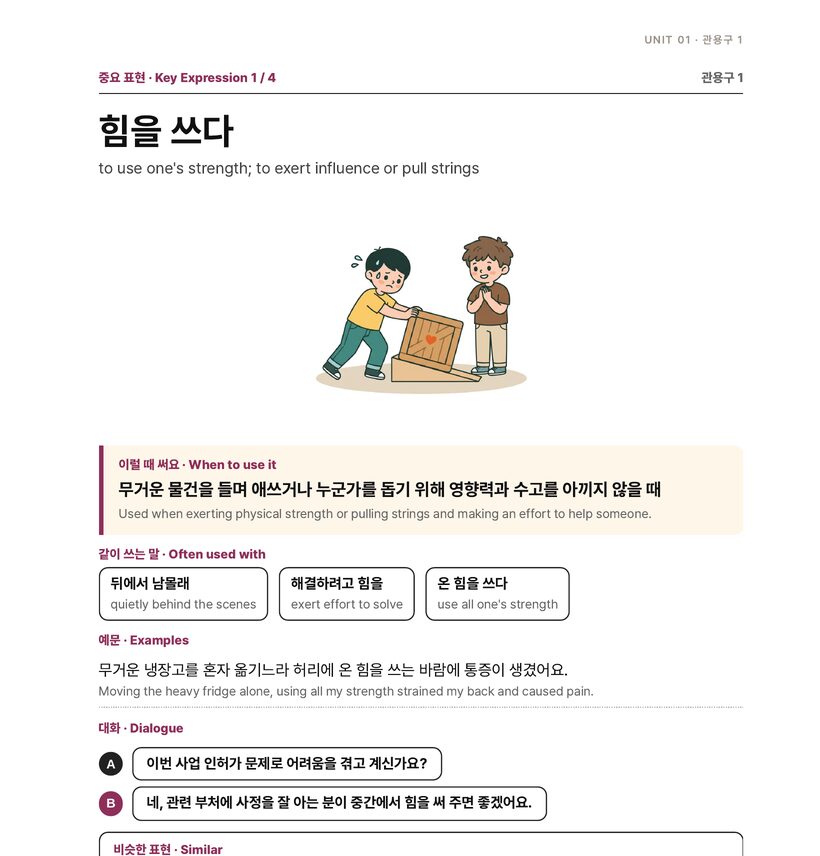 UNIT 01 · 관용구 1
중요 표현 · Key Expression 1 / 4 관용구 1
힘을 쓰다
to use one's strength; to exert influence or pull strings
이럴 때 써요 · When to use it
무거운 물건을 들며 애쓰거나 누군가를 돕기 위해 영향력과 수고를 아끼지 않을 때
Used when exerting physical strength or pulling strings and making an effort to help someone.
같이 쓰는 말 · Often used with
뒤에서 남몰래 해결하려고 힘을 온 힘을 쓰다
quietly behind the scenes exert effort to solve use all one's strength
예문 · Examples
무거운 냉장고를 혼자 옮기느라 허리에 온 힘을 쓰는 바람에 통증이 생겼어요.
Moving the heavy fridge alone, using all my strength strained my back and caused pain.
대화 · Dialogue
A 이번 사업 인허가 문제로 어려움을 겪고 계신가요?
B 네, 관련 부처에 사정을 잘 아는 분이 중간에서 힘을 써 주면 좋겠어요.
비슷한 표현 · Similar